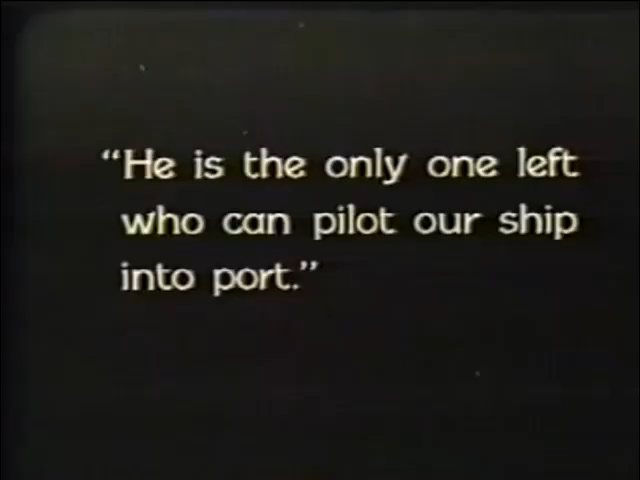 “He is the only one left
who can pilot our ship
into port.”